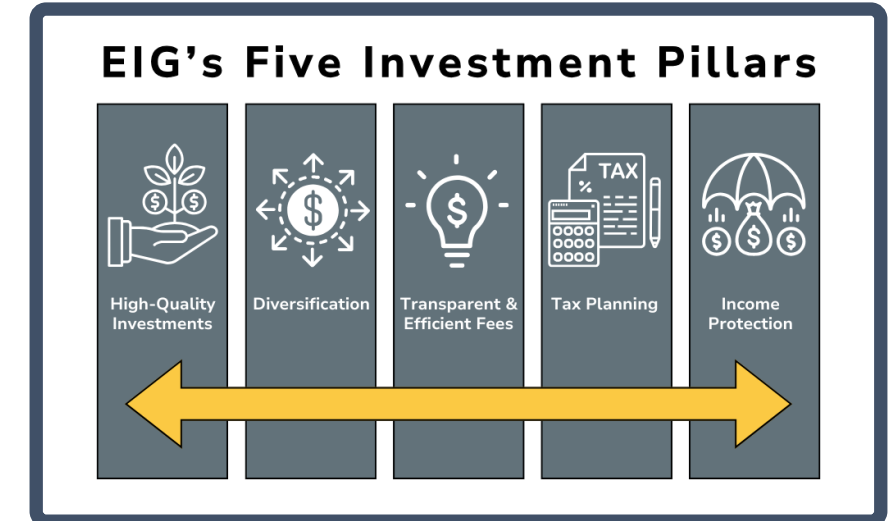 EIG's Five Investment Pillars
$ $
High-Quality
Investments
$
Diversification
$
Transparent &
Efficient Fees
TAX
%
Tax Planning
$ $ $
Income
Protection